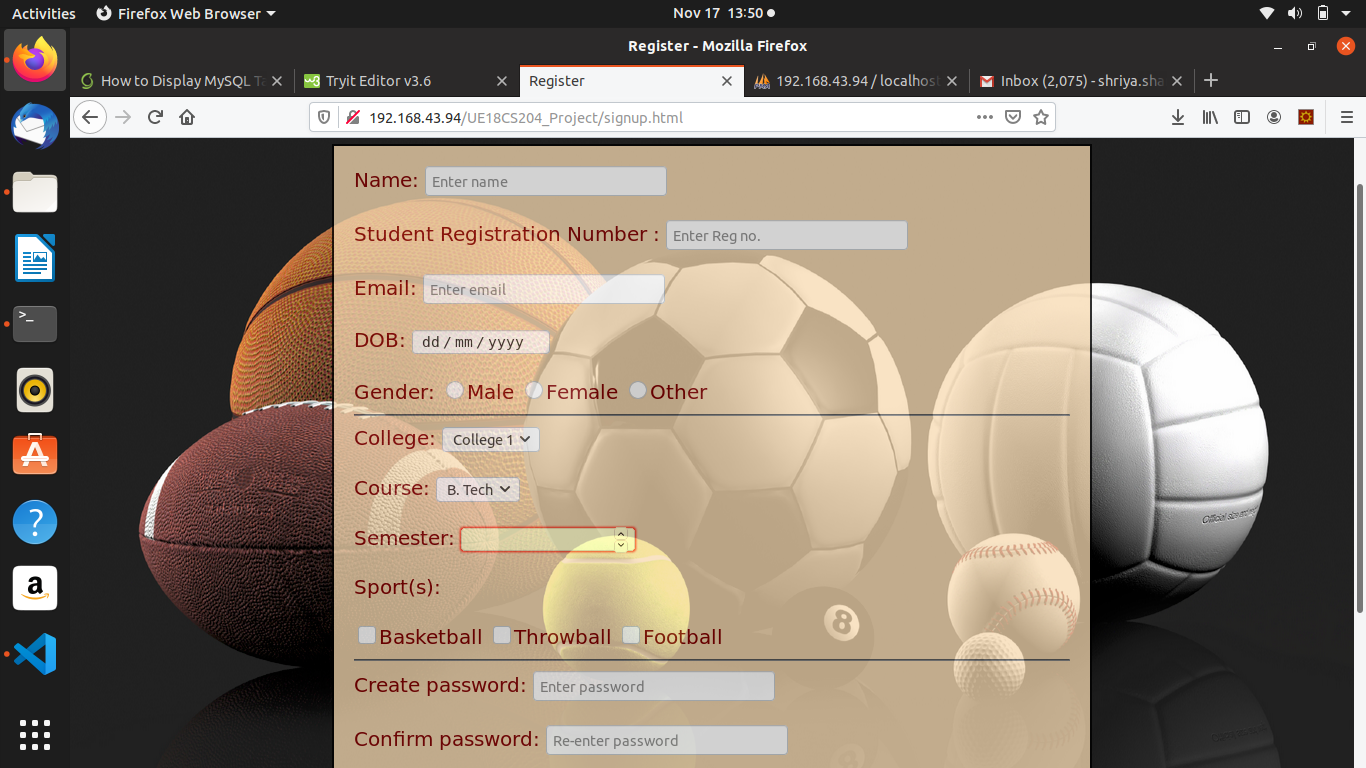 Activities Firefox Web Browser Nov 17 13:50
Register - Mozilla Firefox
How to Display MySQL Ta Tryit Editor v3.6 Register 192.168.43.94 / localhost Inbox (2,075) - shriya.sha
192.168.43.94/UE18CS204_Project/signup.html
Name: Enter name
Student Registration Number : Enter Reg no.
Email: Enter email
DOB: dd / mm / yyyy
Gender: Male Female Other
College: College 1
Course: B. Tech
Semester:
Official size
Sport(s):
8
Basketball Throwball Football
Create password: Enter password
Confirm password: Re-enter password